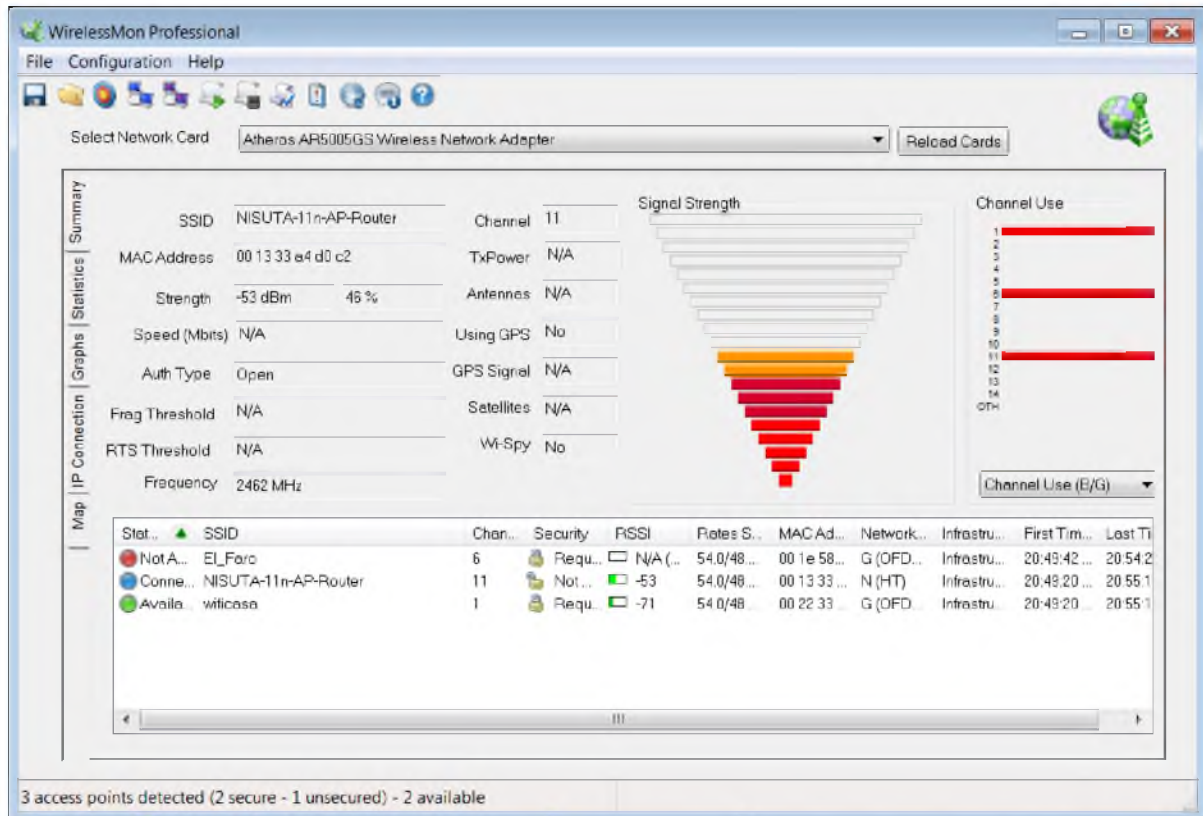 WirelessMon Professional
File Configuration Help
Select Network Card Atheros AR5005GS Wireless Network Adapter Reload Cards
Summary
Statistics
Graphs
IP Connection
Map
SSID NISUTA-11n-AP-Router
MAC Address 00 13 33 a4 d0 c2
Strength -53 dBm 46 %
Speed (Mbits) N/A
Auth Type Open
Frag Threshold N/A
RTS Threshold N/A
Frequency 2462 MHz
Channel 11
TxPower N/A
Antennas N/A
Using GPS No
GPS Signal N/A
Satellites N/A
Wi-Spy No
Signal Strength
Channel Use
1
2
3
4
5
6
7
8
9
10
11
12
13
14
OTH
Channel Use (B/G)
Stat... SSID Chan... Security RSSI Rates S... MAC Ad... Network... Infrastru... First Tim... Last Ti
Not A... El_Faro 6 Requ... N/A (... 54.0/48... 00 1e 58... G (OFD... Infrastru... 20:49:42 ... 20:54:2
Conne... NISUTA-11n-AP-Router 11 Not ... -53 54.0/48... 00 13 33 ... N (HT) Infrastru... 20:49:20 ... 20:55:1
Availa... wificasa 1 Requ... -71 54.0/48... 00 22 33 ... G (OFD... Infrastru... 20:49:20 ... 20:55:1
3 access points detected (2 secure - 1 unsecured) - 2 available